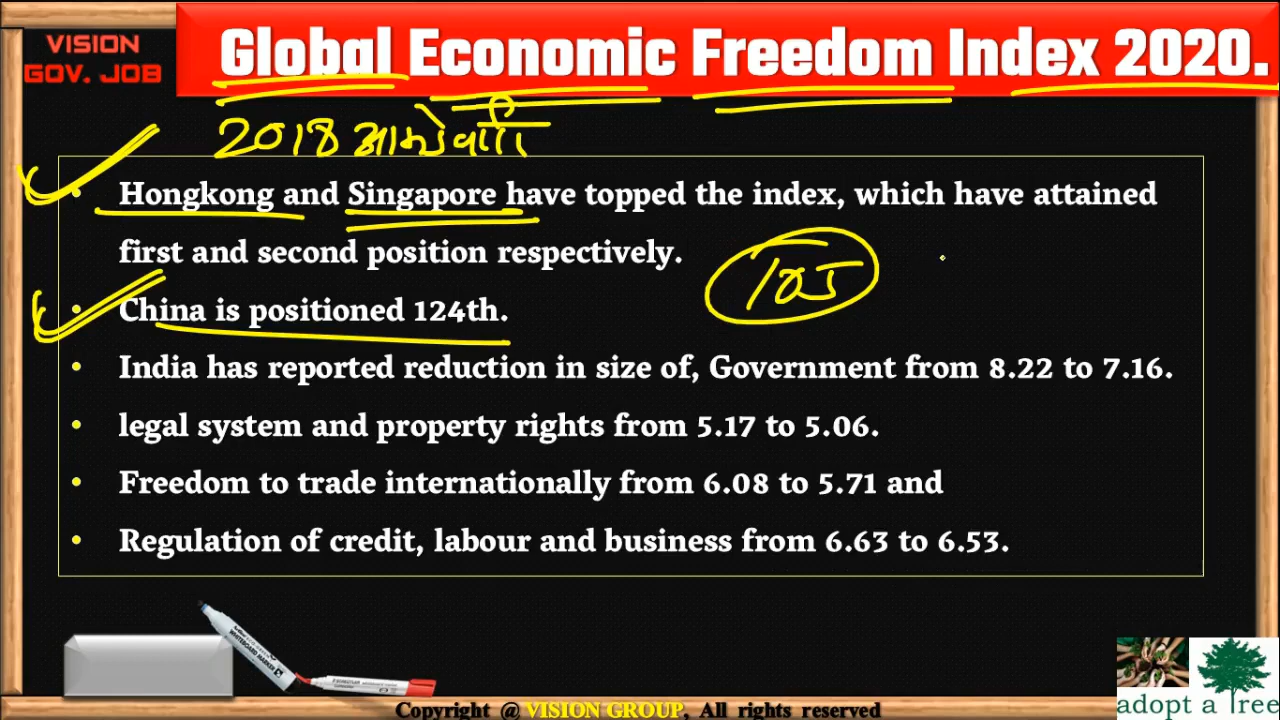 VISION
GOV. JOB
Global Economic Freedom Index 2020.
2018
• Hongkong and Singapore have topped the index, which have attained
first and second position respectively.
105
• China is positioned 124th.
• India has reported reduction in size of, Government from 8.22 to 7.16.
• legal system and property rights from 5.17 to 5.06.
• Freedom to trade internationally from 6.08 to 5.71 and
• Regulation of credit, labour and business from 6.63 to 6.53.
WHITEBOARD MARKER
adopt a Tree
Copyright @ VISION GROUP, All rights reserved